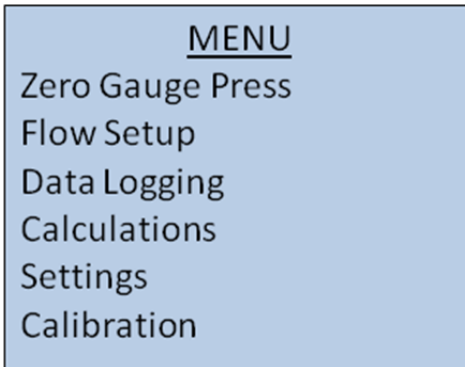 MENU
Zero Gauge Press
Flow Setup
Data Logging
Calculations
Settings
Calibration